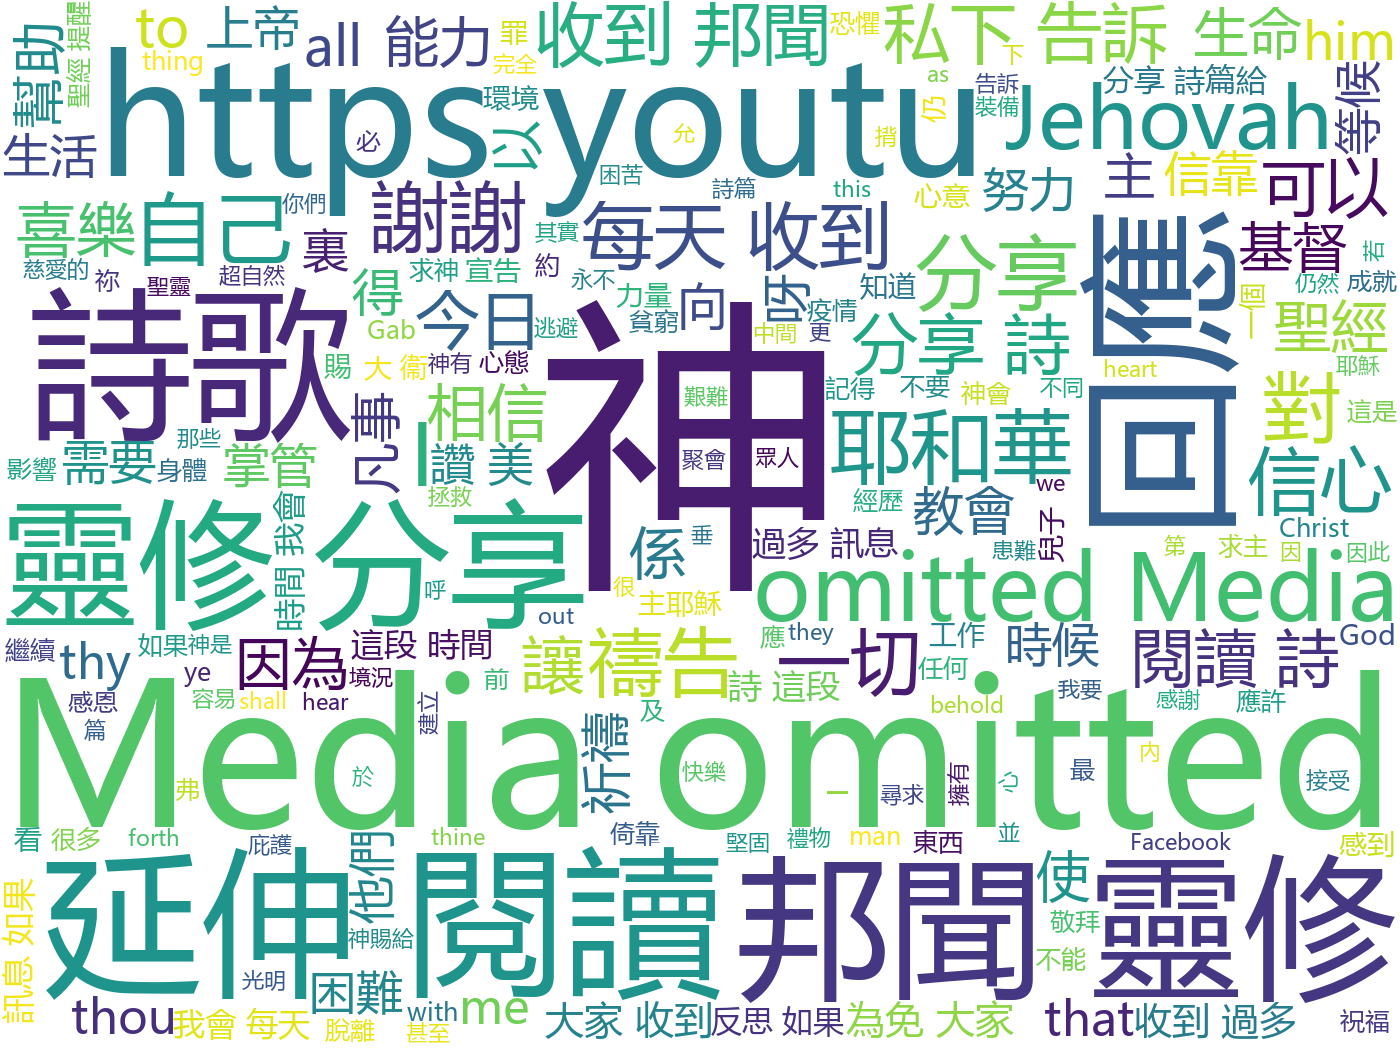 幫助
聖經 提醒
to
thing
上帝
all
能力
罪
完全
收到 邦聞
恐懼
私下 告訴
下
生命
him
https youtu
必
環境
以
允
揹
as
仍
告訴
裝備
Jehovah
分享 詩篇給
等候
生活
困苦
詩篇
this
心意
努力
主
信靠
可以
喜樂
自己
你們
裏
謝謝
其實
每天 收到
分享
回應
基督
若
慈愛的
祢
聖靈
超自然
得
求神 宣告
約
永不
力量
向
呀
疫情
知道
一個
仍然
成就
Gab
今日
逃避
貧窮
中間
更
分享 詩
聖經
詩歌
賜
大 衞
神有 心態
神
記得
不要
神會
不同
heart
耶穌
凡事
相信
I
艱難
耶和華
對
這是
那些
影響
需要
身體
掌管
讚 美
聚會
眾人
信心
拯救
經歷
教會
we
兒子
Christ
靈修 分享
時間 我會
係
垂
過多 訊息
患難
第
求主
因
因此
呼
很
主耶穌
omitted Media
out
繼續
thy
如果神是
ye
因為
這段 時間
境況
讓
禱告
應
they
一切
工作
任何
時候
閱讀 詩
God
感恩
篇
容易
shall
hear
建立
前
祈禱
及
詩 這段
behold
我要
感謝
應許
Media omitted
弗
於
快樂
一
尋求
擁有
心
最
內
接受
看
很多
forth
庇護
他們
thine
倚靠
堅固
禮物
man
東西
並
Facebook
感到
訊息 如果
延伸 閱讀
邦聞 靈修
使
敬拜
不能
神賜給
光明
困難
with
me
thou
我會 每天
脫離
甚至
大家 收到
反思 如果
為免 大家
that
收到 過多
祝福